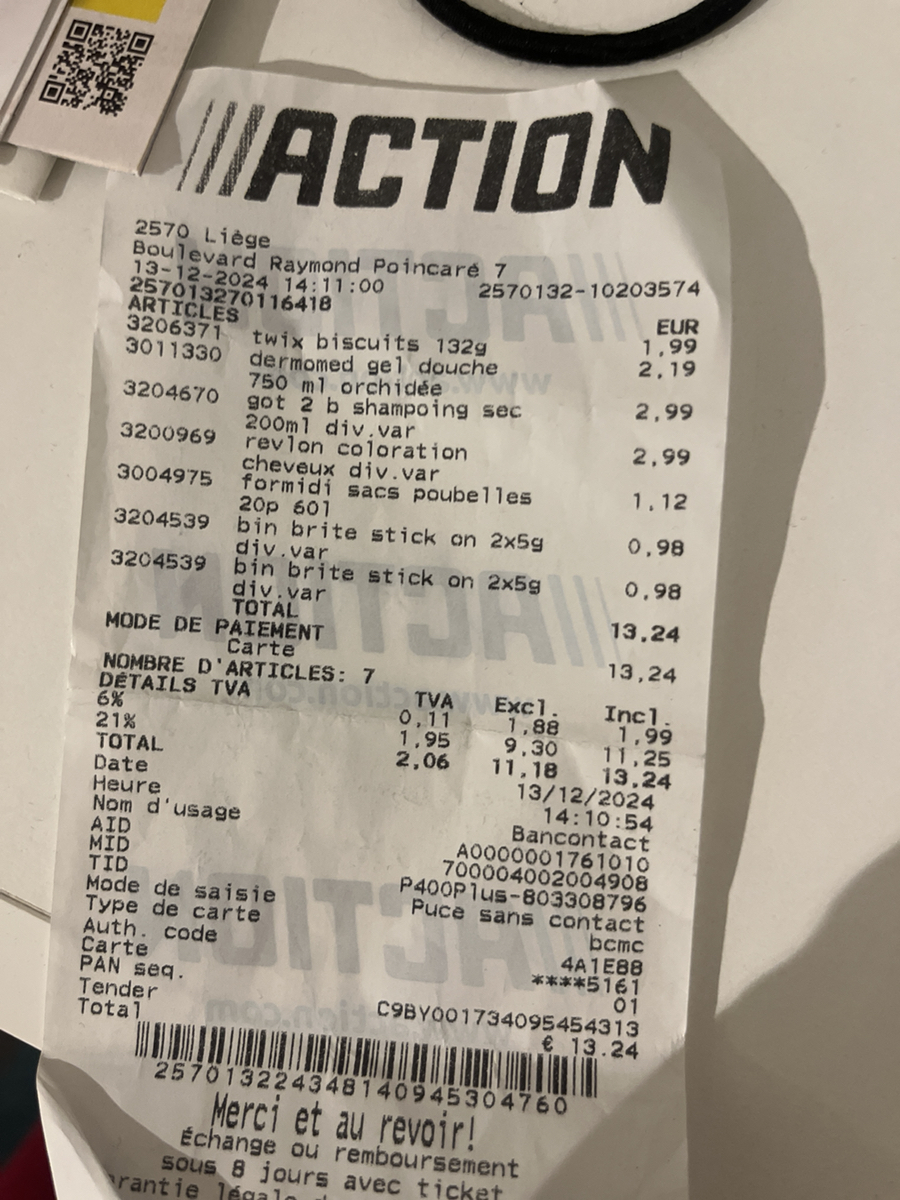 ACTION
2570 Liège
Boulevard Raymond Poincaré 7
13-12-2024 14:11:00 2570132-10203574
257013270116418
ARTICLES EUR
3206371 twix biscuits 132g 1,99
3011330 dermomed gel douche 2,19
750 ml orchidée
3204670 got 2 b shampoing sec 2,99
200ml div.var
3200969 revlon coloration 2,99
cheveux div.var
3004975 formidi sacs poubelles 1,12
20p 60l
3204539 bin brite stick on 2x5g 0,98
div.var
3204539 bin brite stick on 2x5g 0,98
div.var
TOTAL 13,24
MODE DE PAIEMENT
Carte 13,24
NOMBRE D'ARTICLES: 7
DÉTAILS TVA TVA Excl. Incl.
6% 0,11 1,88 1,99
21% 1,95 9,30 11,25
TOTAL 2,06 11,18 13,24
Date 13/12/2024
Heure 14:10:54
Nom d'usage Bancontact
AID A0000001761010
MID 700004002004908
TID P400Plus-803308796
Mode de saisie Puce sans contact
Type de carte bcmc
Auth. code 4A1E88
Carte ****5161
PAN seq. 01
Tender C9BY001734095454313
Total € 13.24
257013224348140945304760
Merci et au revoir!
Échange ou remboursement
sous 8 jours avec ticket
légale